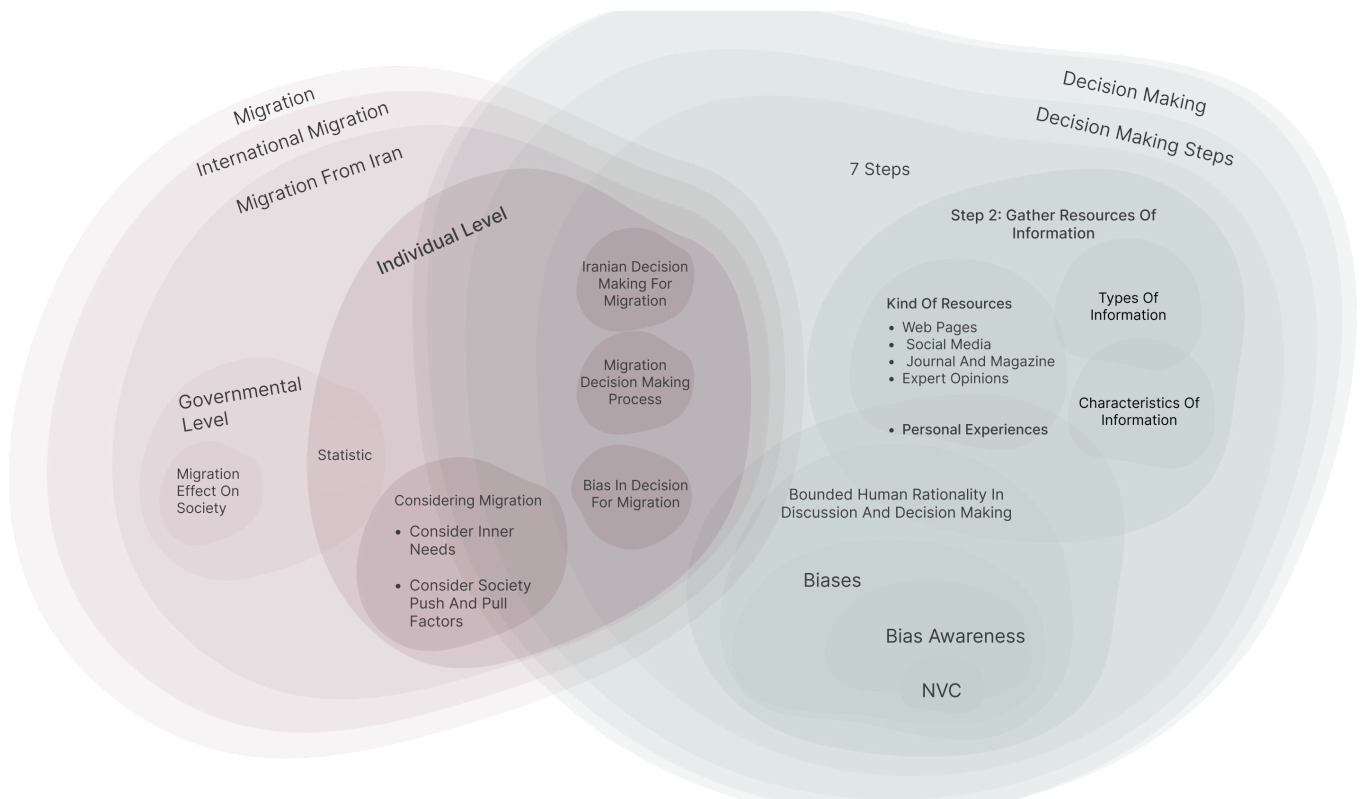 Migration
International Migration
Migration From Iran
Individual Level
Governmental
Level
Migration
Effect On
Society
Statistic
Considering Migration
• Consider Inner
Needs
• Consider Society
Push And Pull
Factors
Iranian Decision
Making For
Migration
Migration
Decision Making
Process
Bias In Decision
For Migration
Decision Making
Decision Making Steps
7 Steps
Step 2: Gather Resources Of
Information
Kind Of Resources
• Web Pages
• Social Media
• Journal And Magazine
• Expert Opinions
• Personal Experiences
Types Of
Information
Characteristics Of
Information
Bounded Human Rationality In
Discussion And Decision Making
Biases
Bias Awareness
NVC